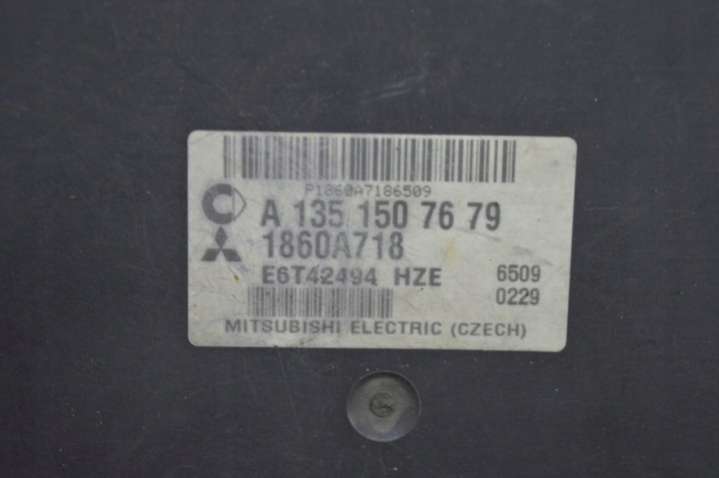 P1860A7186509
A 135 150 76 79
1860A718
E6T42494 HZE 6509
0229
MITSUBISHI ELECTRIC (CZECH)